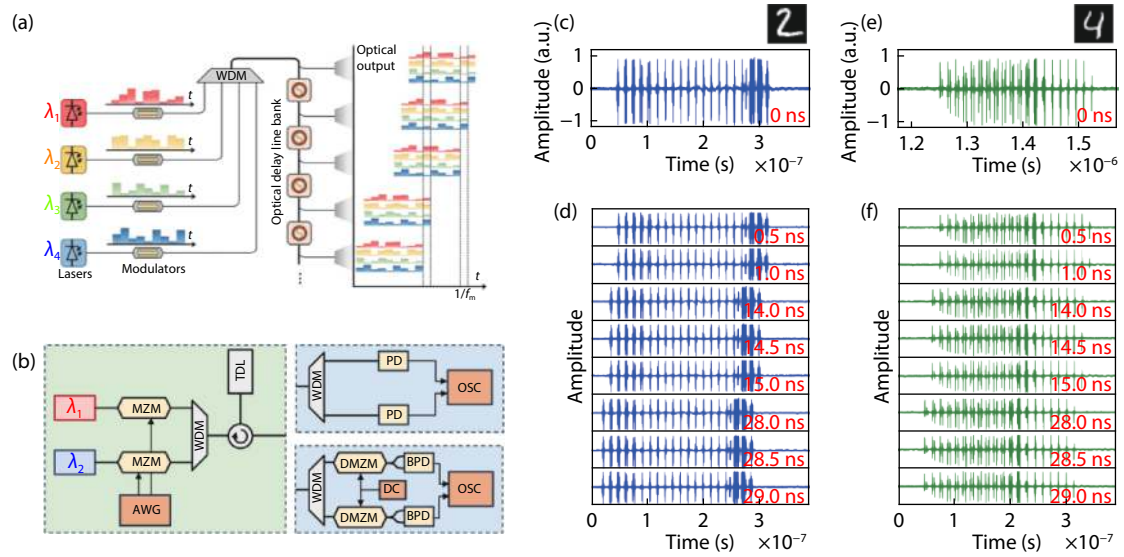 (a)
Optical output
WDM
t
λ1
t
λ2
t
λ3
t
λ4
Lasers
Modulators
Optical delay line bank
t
1/fm
(b)
TDL
λ1
MZM
WDM
λ2
MZM
AWG
WDM
PD
PD
OSC
WDM
DMZM
BPD
DC
OSC
DMZM
BPD
(c)
2
Amplitude (a.u.)
1
0
−1
0 ns
0
1
2
3
Time (s)
×10⁻⁷
(d)
Amplitude
0.5 ns
1.0 ns
14.0 ns
14.5 ns
15.0 ns
28.0 ns
28.5 ns
29.0 ns
0
1
2
3
Time (s)
×10⁻⁷
(e)
4
Amplitude (a.u.)
1
0
−1
0 ns
1.2
1.3
1.4
1.5
Time (s)
×10⁻⁶
(f)
Amplitude
0.5 ns
1.0 ns
14.0 ns
14.5 ns
15.0 ns
28.0 ns
28.5 ns
29.0 ns
0
1
2
3
Time (s)
×10⁻⁷